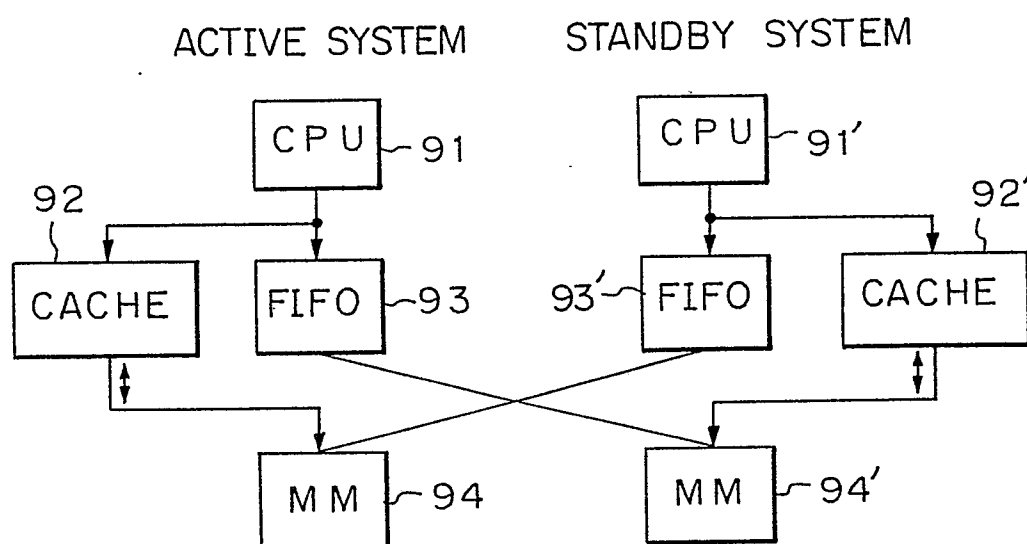 ACTIVE SYSTEM STANDBY SYSTEM
CPU 91 CPU 91'
92 92'
CACHE FIFO 93 93' FIFO CACHE
MM 94 MM 94'